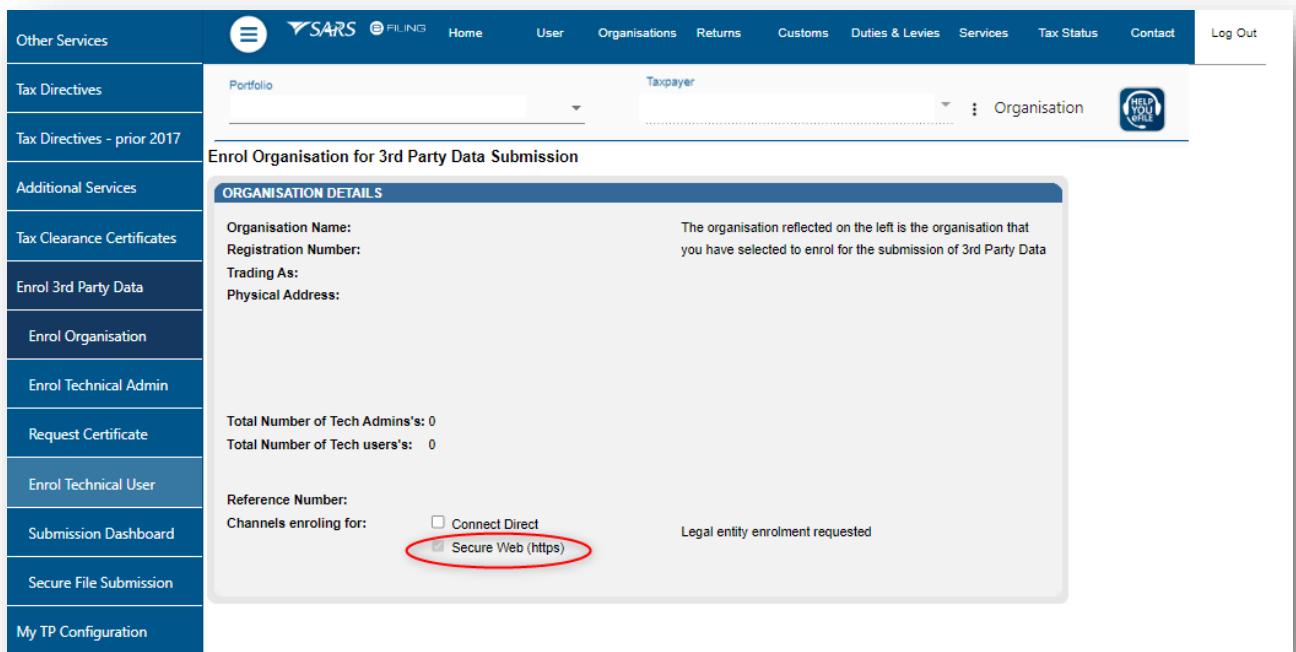 SARS eFILING
Home User Organisations Returns Customs Duties & Levies Services Tax Status Contact Log Out
Other Services
Tax Directives
Tax Directives - prior 2017
Additional Services
Tax Clearance Certificates
Enrol 3rd Party Data
Enrol Organisation
Enrol Technical Admin
Request Certificate
Enrol Technical User
Submission Dashboard
Secure File Submission
My TP Configuration
Portfolio
Taxpayer
Organisation
HELP
YOU
eFILE
Enrol Organisation for 3rd Party Data Submission
ORGANISATION DETAILS
Organisation Name:
Registration Number:
Trading As:
Physical Address:
The organisation reflected on the left is the organisation that
you have selected to enrol for the submission of 3rd Party Data
Total Number of Tech Admins's: 0
Total Number of Tech users's: 0
Reference Number:
Channels enroling for:
Connect Direct
Secure Web (https)
Legal entity enrolment requested